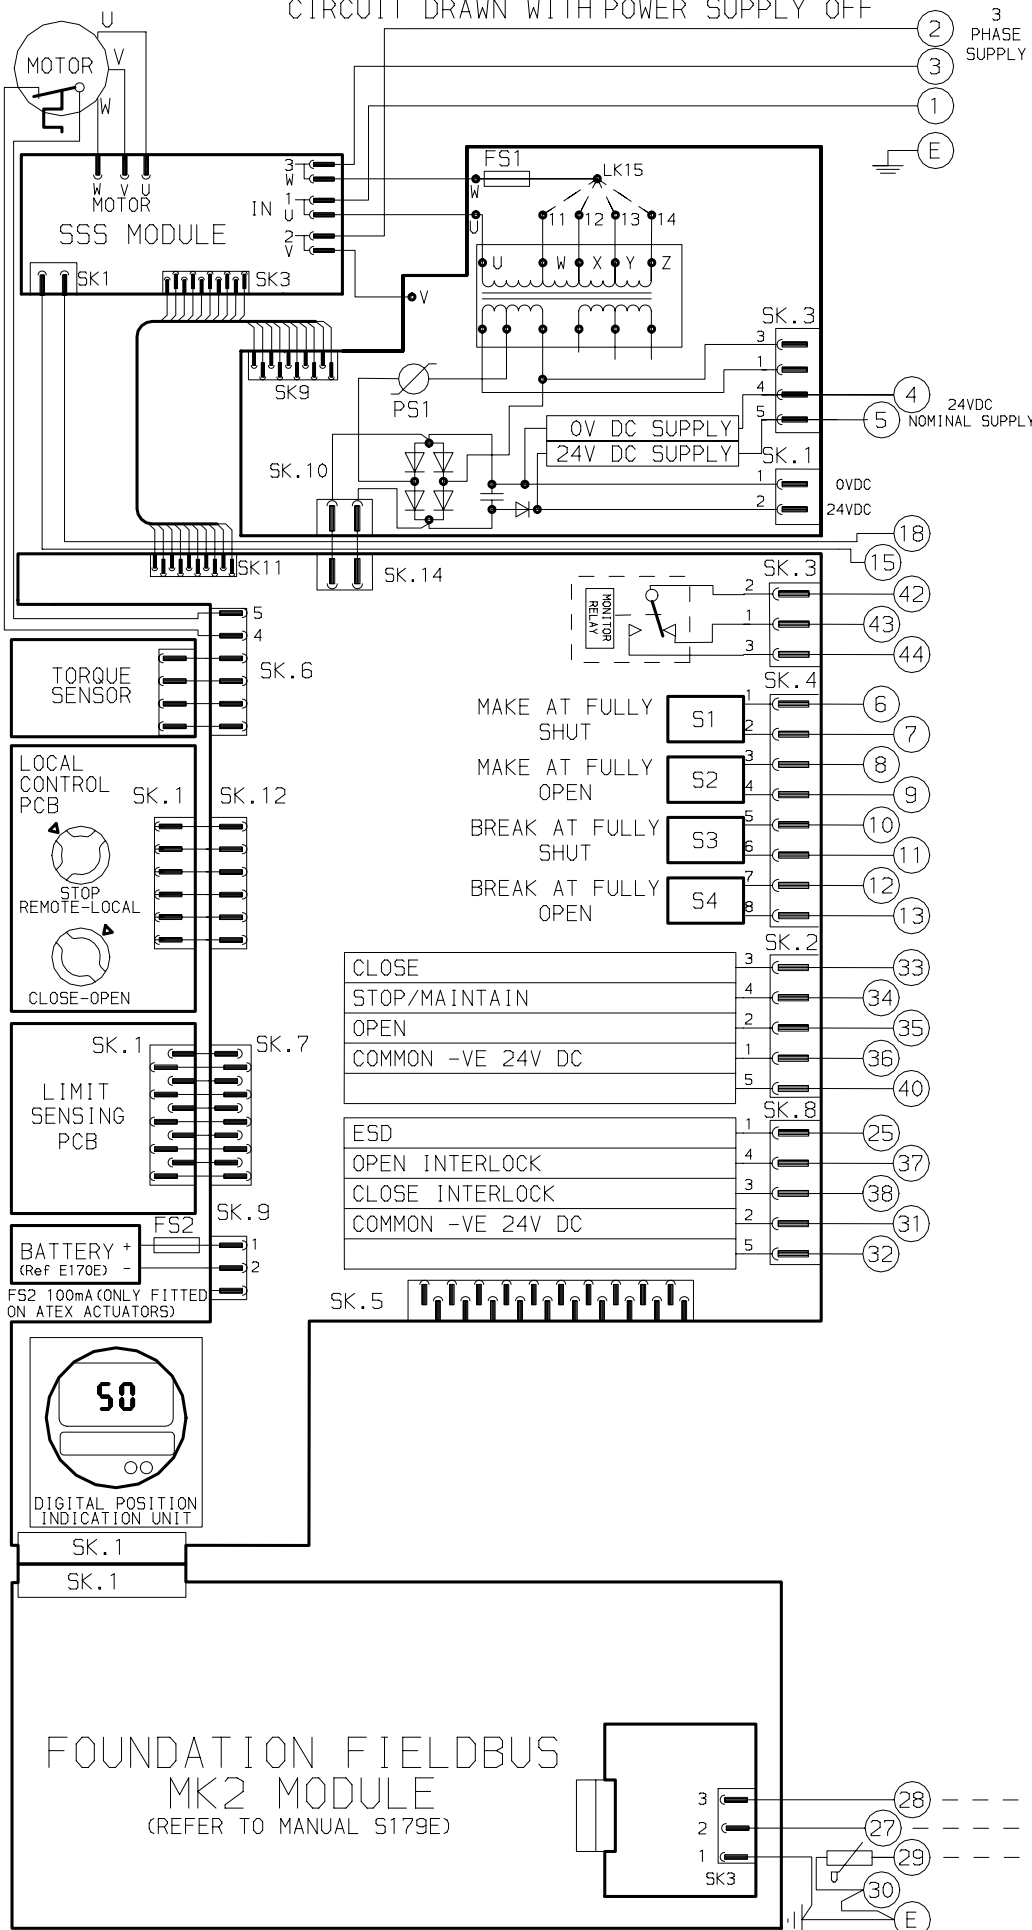 CIRCUIT DRAWN WITH POWER SUPPLY OFF
3
PHASE
SUPPLY
2
3
1
E
U
V
W
MOTOR
W V U
MOTOR
SSS MODULE
IN
3
W
1
U
2
V
SK1
SK3
FS1
LK15
W
U
V
11 12 13 14
U W X Y Z
SK9
PS1
SK.10
0V DC SUPPLY
24V DC SUPPLY
SK.3
3
1
4
5
4
5
24VDC
NOMINAL SUPPLY
SK.1
1
0VDC
2
24VDC
18
15
SK11
SK.14
MONITOR
RELAY
SK.3
2
42
1
43
3
44
5
4
SK.6
TORQUE
SENSOR
SK.4
MAKE AT FULLY
SHUT
S1
1
6
2
7
MAKE AT FULLY
OPEN
S2
3
8
4
9
BREAK AT FULLY
SHUT
S3
5
10
6
11
BREAK AT FULLY
OPEN
S4
7
12
8
13
LOCAL
CONTROL
PCB
SK.1
SK.12
STOP
REMOTE-LOCAL
CLOSE-OPEN
SK.2
CLOSE
3
33
STOP/MAINTAIN
4
34
OPEN
2
35
COMMON -VE 24V DC
1
36
5
40
SK.1
SK.7
LIMIT
SENSING
PCB
SK.8
ESD
1
25
OPEN INTERLOCK
4
37
CLOSE INTERLOCK
3
38
COMMON -VE 24V DC
2
31
5
32
SK.9
FS2
BATTERY
(Ref E170E)
+
-
1
2
FS2 100mA(ONLY FITTED
ON ATEX ACTUATORS)
SK.5
50
DIGITAL POSITION
INDICATION UNIT
SK.1
SK.1
FOUNDATION FIELDBUS
MK2 MODULE
(REFER TO MANUAL S179E)
3
2
1
SK3
28
27
29
U
30
E